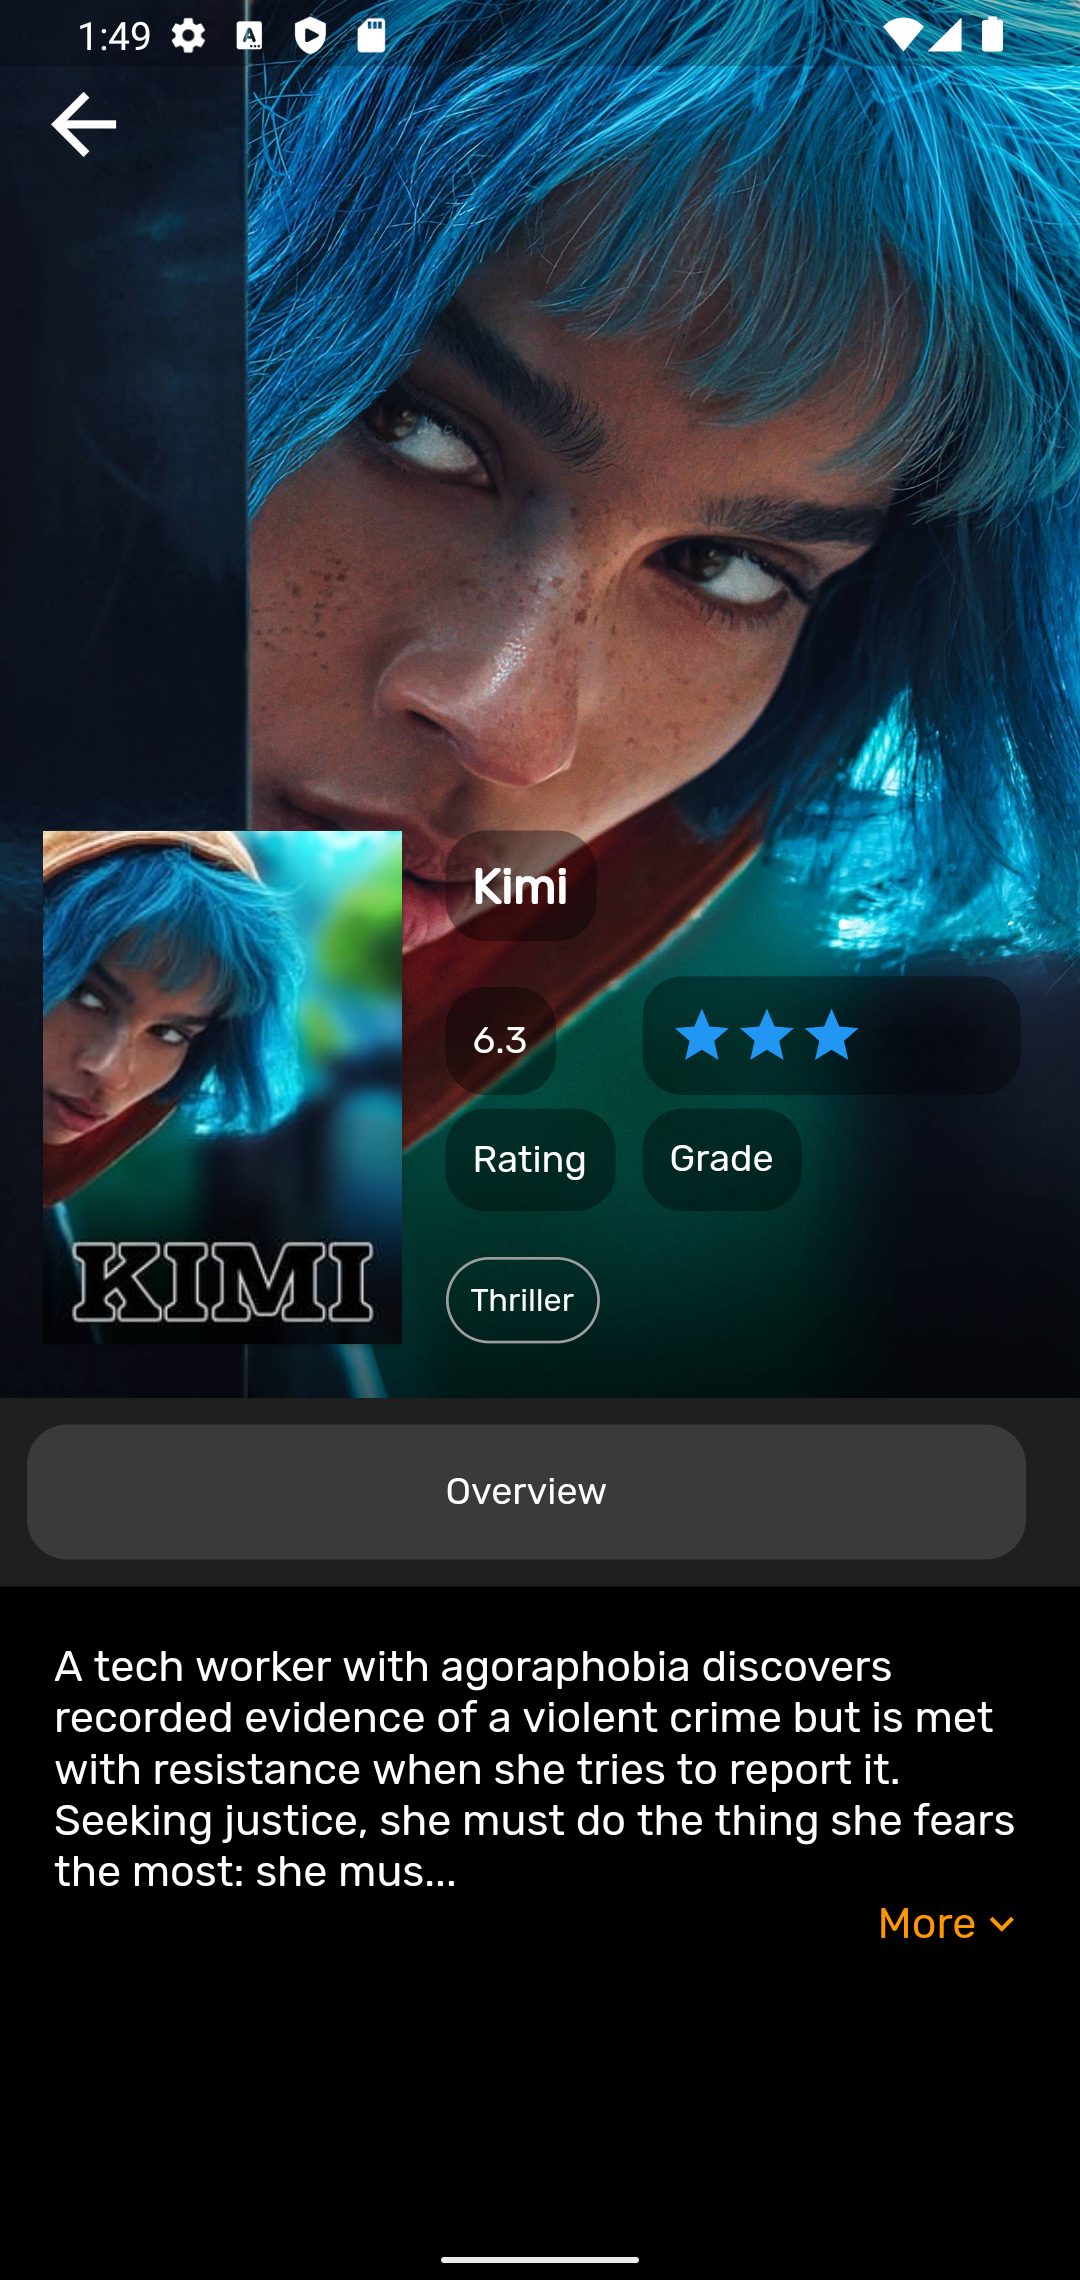 1:49
Kimi
6.3
Rating
Grade
KIMI
Thriller
Overview
A tech worker with agoraphobia discovers
recorded evidence of a violent crime but is met
with resistance when she tries to report it.
Seeking justice, she must do the thing she fears
the most: she mus...
More